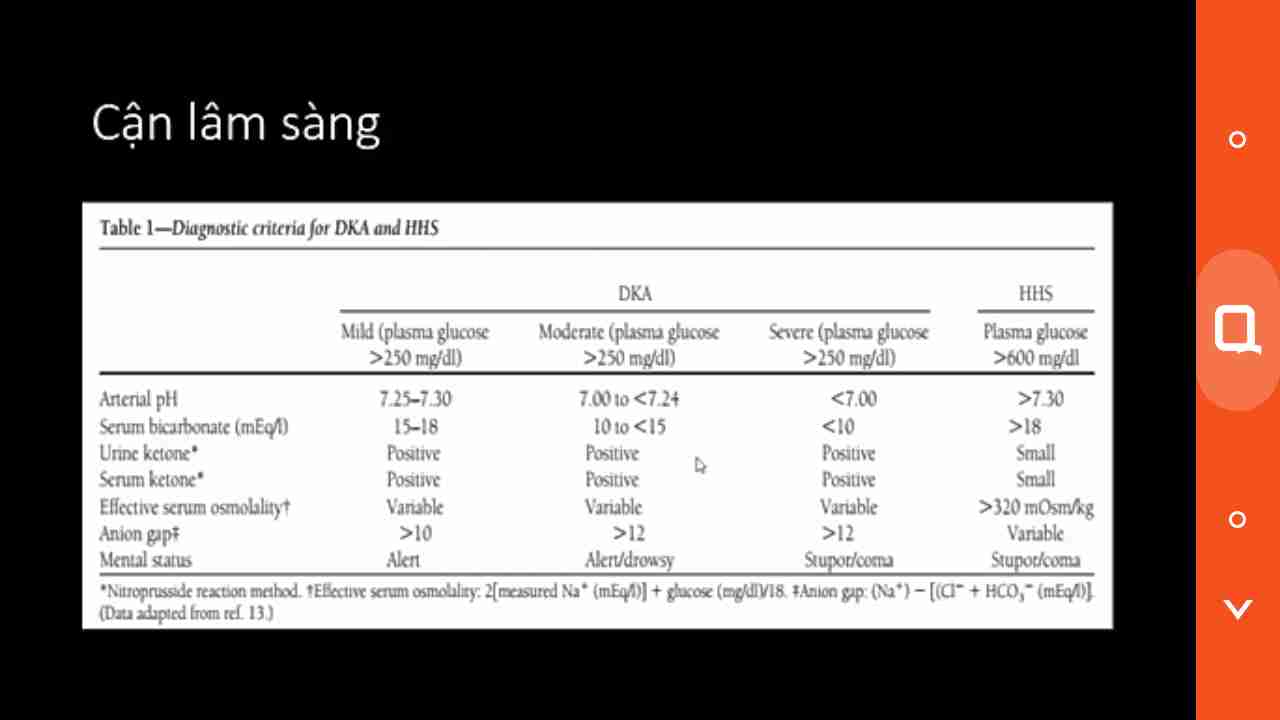 Cận lâm sàng
Table 1—Diagnostic criteria for DKA and HHS
DKA HHS
Mild (plasma glucose Moderate (plasma glucose Severe (plasma glucose Plasma glucose
>250 mg/dl) >250 mg/dl) >250 mg/dl) >600 mg/dl
Arterial pH 7.25–7.30 7.00 to <7.24 <7.00 >7.30
Serum bicarbonate (mEq/l) 15–18 10 to <15 <10 >18
Urine ketone* Positive Positive Positive Small
Serum ketone* Positive Positive Positive Small
Effective serum osmolality† Variable Variable Variable >320 mOsm/kg
Anion gap‡ >10 >12 >12 Variable
Mental status Alert Alert/drowsy Stupor/coma Stupor/coma
*Nitroprusside reaction method. †Effective serum osmolality: 2[measured Na⁺ (mEq/l)] + glucose (mg/dl)/18. ‡Anion gap: (Na⁺) − [(Cl⁻ + HCO₃⁻ (mEq/l)].
(Data adapted from ref. 13.)